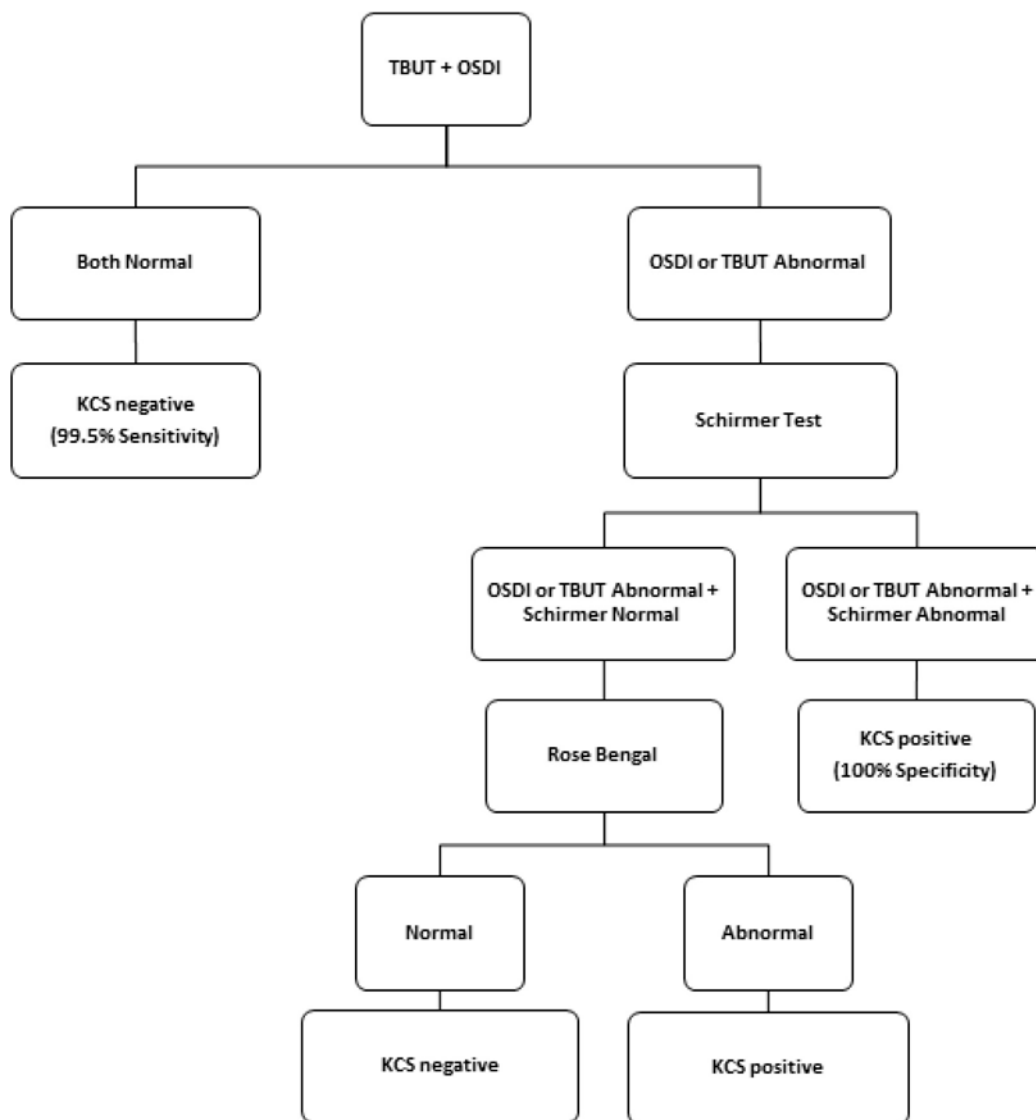 TBUT + OSDI
Both Normal
OSDI or TBUT Abnormal
KCS negative
(99.5% Sensitivity)
Schirmer Test
OSDI or TBUT Abnormal +
Schirmer Normal
OSDI or TBUT Abnormal +
Schirmer Abnormal
Rose Bengal
KCS positive
(100% Specificity)
Normal
Abnormal
KCS negative
KCS positive